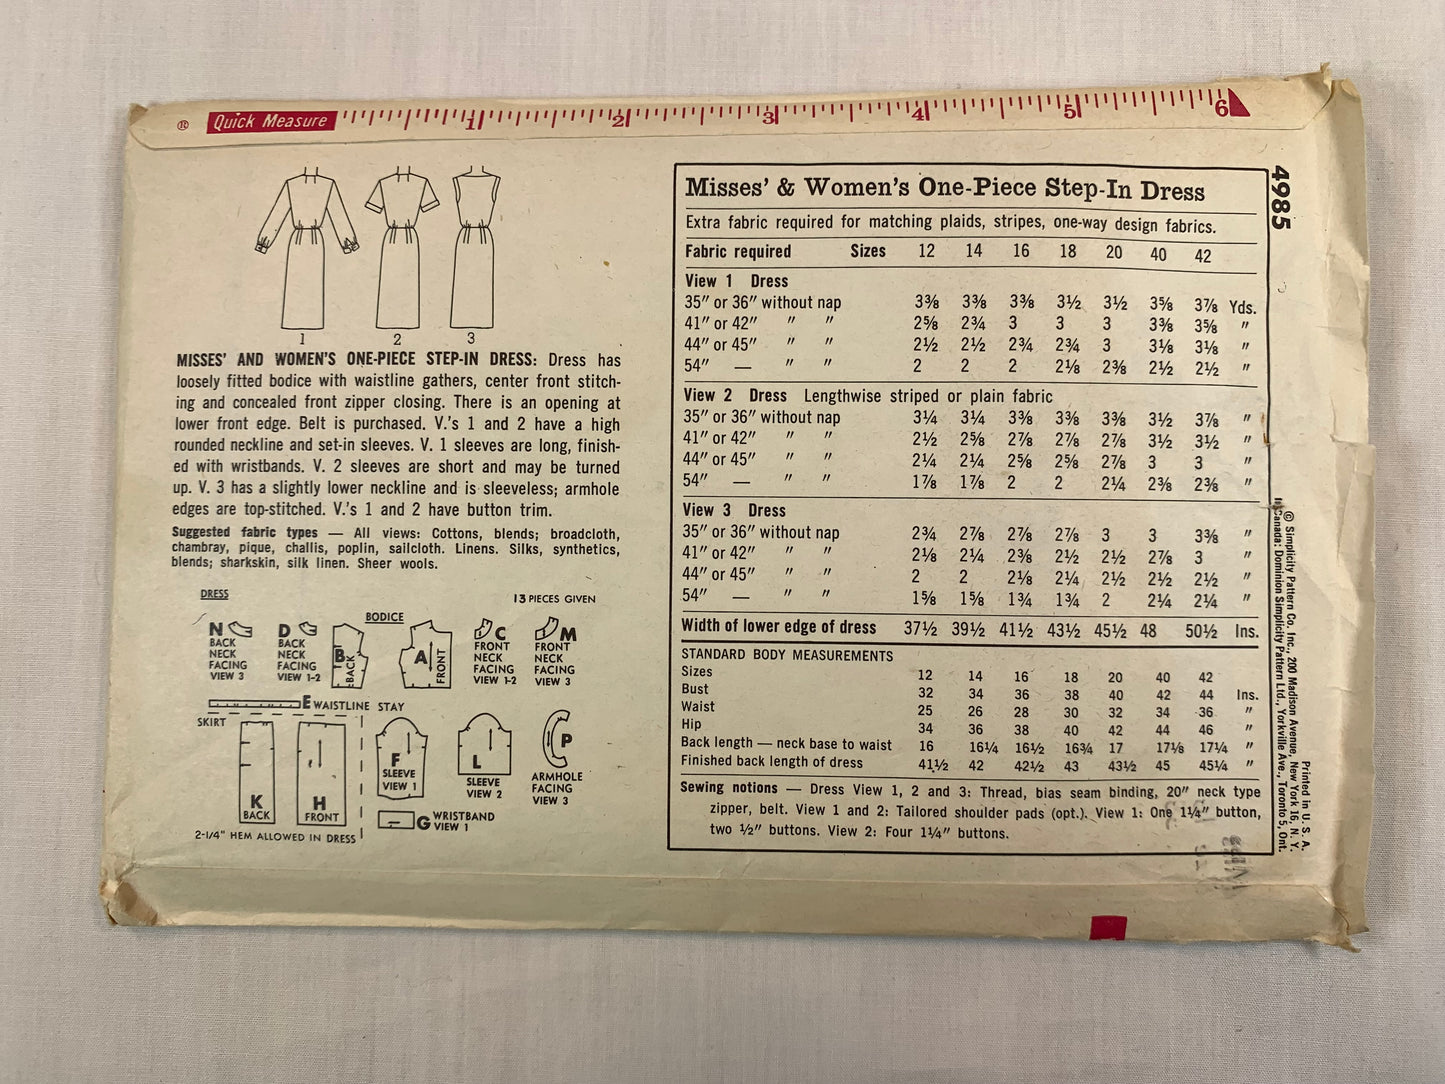 ® Quick Measure 1 2 3 4 5 6
1 2 3
MISSES' AND WOMEN'S ONE-PIECE STEP-IN DRESS: Dress has
loosely fitted bodice with waistline gathers, center front stitch-
ing and concealed front zipper closing. There is an opening at
lower front edge. Belt is purchased. V.'s 1 and 2 have a high
rounded neckline and set-in sleeves. V. 1 sleeves are long, finish-
ed with wristbands. V. 2 sleeves are short and may be turned
up. V. 3 has a slightly lower neckline and is sleeveless; armhole
edges are top-stitched. V.'s 1 and 2 have button trim.
Suggested fabric types — All views: Cottons, blends; broadcloth,
chambray, pique, challis, poplin, sailcloth. Linens. Silks, synthetics,
blends; sharkskin, silk linen. Sheer wools.
DRESS
13 PIECES GIVEN
BODICE
N BACK NECK FACING VIEW 3
D BACK NECK FACING VIEW 1-2
B BACK
A FRONT
C FRONT NECK FACING VIEW 1-2
M FRONT NECK FACING VIEW 3
E WAISTLINE STAY
SKIRT
K BACK
H FRONT
F SLEEVE VIEW 1
L SLEEVE VIEW 2
P ARMHOLE FACING VIEW 3
G WRISTBAND VIEW 1
2-1/4" HEM ALLOWED IN DRESS
Misses' & Women's One-Piece Step-In Dress
Extra fabric required for matching plaids, stripes, one-way design fabrics.
Fabric required Sizes 12 14 16 18 20 40 42
View 1 Dress
35" or 36" without nap 3⅜ 3⅜ 3⅜ 3½ 3½ 3⅝ 3⅞ Yds.
41" or 42" " " 2⅝ 2¾ 3 3 3 3⅜ 3⅝ "
44" or 45" " " 2½ 2½ 2¾ 2¾ 3 3⅛ 3⅛ "
54" — " " 2 2 2 2⅛ 2⅜ 2½ 2½ "
View 2 Dress Lengthwise striped or plain fabric
35" or 36" without nap 3¼ 3¼ 3⅜ 3⅜ 3⅜ 3½ 3⅞ "
41" or 42" " " 2½ 2⅝ 2⅞ 2⅞ 2⅞ 3½ 3½ "
44" or 45" " " 2¼ 2¼ 2⅝ 2⅝ 2⅞ 3 3 "
54" — " " 1⅞ 1⅞ 2 2 2¼ 2⅜ 2⅜ "
View 3 Dress
35" or 36" without nap 2¾ 2⅞ 2⅞ 2⅞ 3 3 3⅜ "
41" or 42" " " 2⅛ 2¼ 2⅜ 2½ 2½ 2⅞ 3 "
44" or 45" " " 2 2 2⅛ 2¼ 2½ 2½ 2½ "
54" — " " 1⅝ 1⅝ 1¾ 1¾ 2 2¼ 2¼ "
Width of lower edge of dress 37½ 39½ 41½ 43½ 45½ 48 50½ Ins.
STANDARD BODY MEASUREMENTS
Sizes 12 14 16 18 20 40 42
Bust 32 34 36 38 40 42 44 Ins.
Waist 25 26 28 30 32 34 36 "
Hip 34 36 38 40 42 44 46 "
Back length — neck base to waist 16 16¼ 16½ 16¾ 17 17⅛ 17¼ "
Finished back length of dress 41½ 42 42½ 43 43½ 45 45¼ "
Sewing notions — Dress View 1, 2 and 3: Thread, bias seam binding, 20" neck type
zipper, belt. View 1 and 2: Tailored shoulder pads (opt.). View 1: One 1¼" button,
two ½" buttons. View 2: Four 1¼" buttons.
4985
© Simplicity Pattern Co. Inc., 200 Madison Avenue, New York 16, N. Y.
In Canada: Dominion Simplicity Pattern Ltd., Yorkville Ave., Toronto 5, Ont.
Printed in U. S. A.